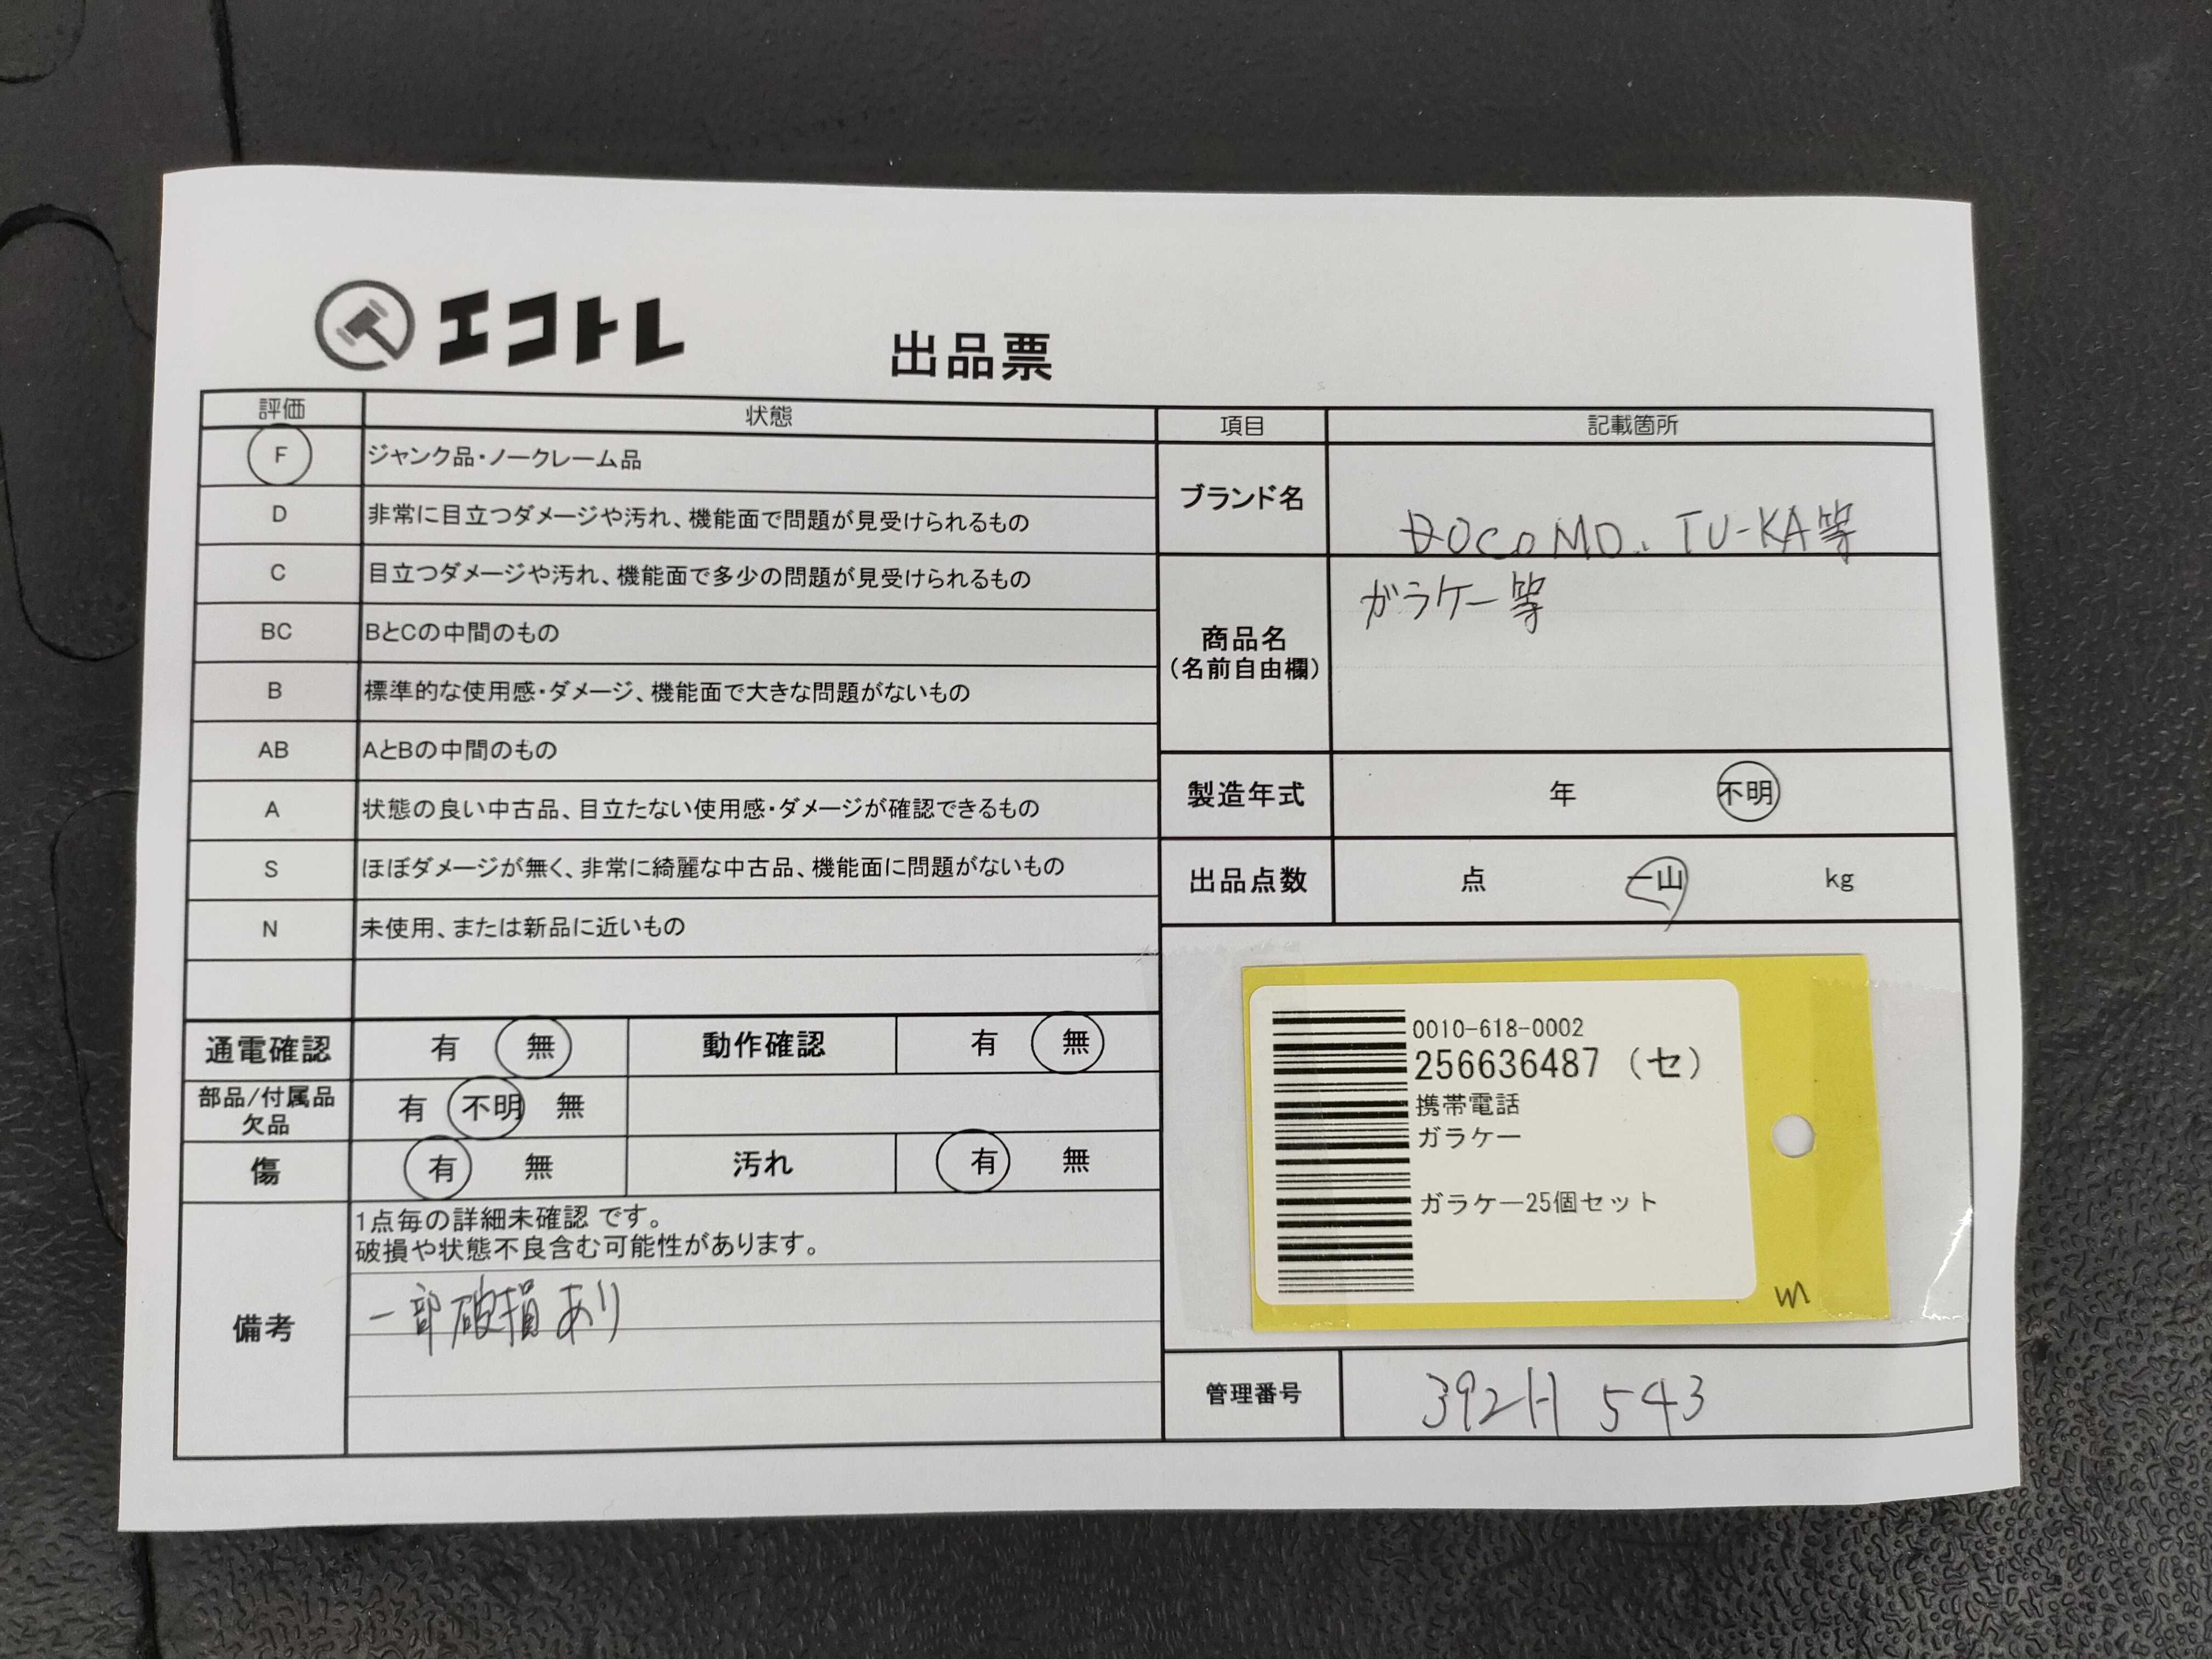 エコトレ
出品票
評価 状態
F ジャンク品・ノークレーム品
D 非常に目立つダメージや汚れ、機能面で問題が見受けられるもの
C 目立つダメージや汚れ、機能面で多少の問題が見受けられるもの
BC BとCの中間のもの
B 標準的な使用感・ダメージ、機能面で大きな問題がないもの
AB AとBの中間のもの
A 状態の良い中古品、目立たない使用感・ダメージが確認できるもの
S ほぼダメージが無く、非常に綺麗な中古品、機能面に問題がないもの
N 未使用、または新品に近いもの
通電確認 有 無 動作確認 有 無
部品/付属品
欠品 有 不明 無
傷 有 無 汚れ 有 無
備考
1点毎の詳細未確認 です。
破損や状態不良含む可能性があります。
一部破損あり
項目 記載箇所
ブランド名 DOCOMO、TU-KA等
商品名
(名前自由欄)
ガラケー等
製造年式 年 不明
出品点数 点 一山 kg
0010-618-0002
256636487 (セ)
携帯電話
ガラケー
ガラケー25個セット
管理番号 392H 543